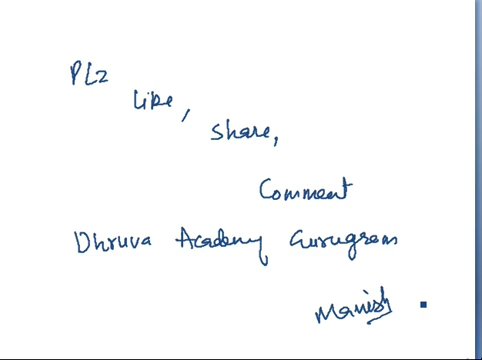 PLz
like,
share,
Comment
Dhruva Academy Gurugram
Manish